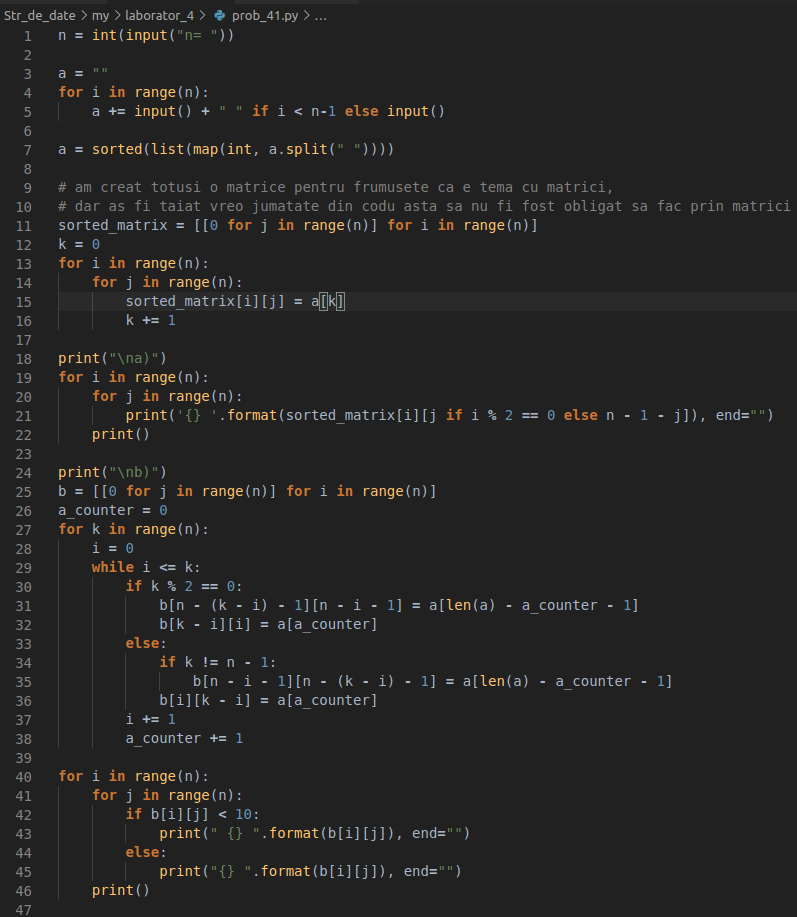 Str_de_date > my > laborator_4 > prob_41.py > ...
1 n = int(input("n= "))
2
3 a = ""
4 for i in range(n):
5     a += input() + " " if i < n-1 else input()
6
7 a = sorted(list(map(int, a.split(" "))))
8
9 # am creat totusi o matrice pentru frumusete ca e tema cu matrici,
10 # dar as fi taiat vreo jumatate din codu asta sa nu fi fost obligat sa fac prin matrici
11 sorted_matrix = [[0 for j in range(n)] for i in range(n)]
12 k = 0
13 for i in range(n):
14     for j in range(n):
15         sorted_matrix[i][j] = a[k]
16         k += 1
17
18 print("\na)")
19 for i in range(n):
20     for j in range(n):
21         print('{} '.format(sorted_matrix[i][j if i % 2 == 0 else n - 1 - j]), end="")
22     print()
23
24 print("\nb)")
25 b = [[0 for j in range(n)] for i in range(n)]
26 a_counter = 0
27 for k in range(n):
28     i = 0
29     while i <= k:
30         if k % 2 == 0:
31             b[n - (k - i) - 1][n - i - 1] = a[len(a) - a_counter - 1]
32             b[k - i][i] = a[a_counter]
33         else:
34             if k != n - 1:
35                 b[n - i - 1][n - (k - i) - 1] = a[len(a) - a_counter - 1]
36             b[i][k - i] = a[a_counter]
37         i += 1
38         a_counter += 1
39
40 for i in range(n):
41     for j in range(n):
42         if b[i][j] < 10:
43             print(" {} ".format(b[i][j]), end="")
44         else:
45             print("{} ".format(b[i][j]), end="")
46     print()
47